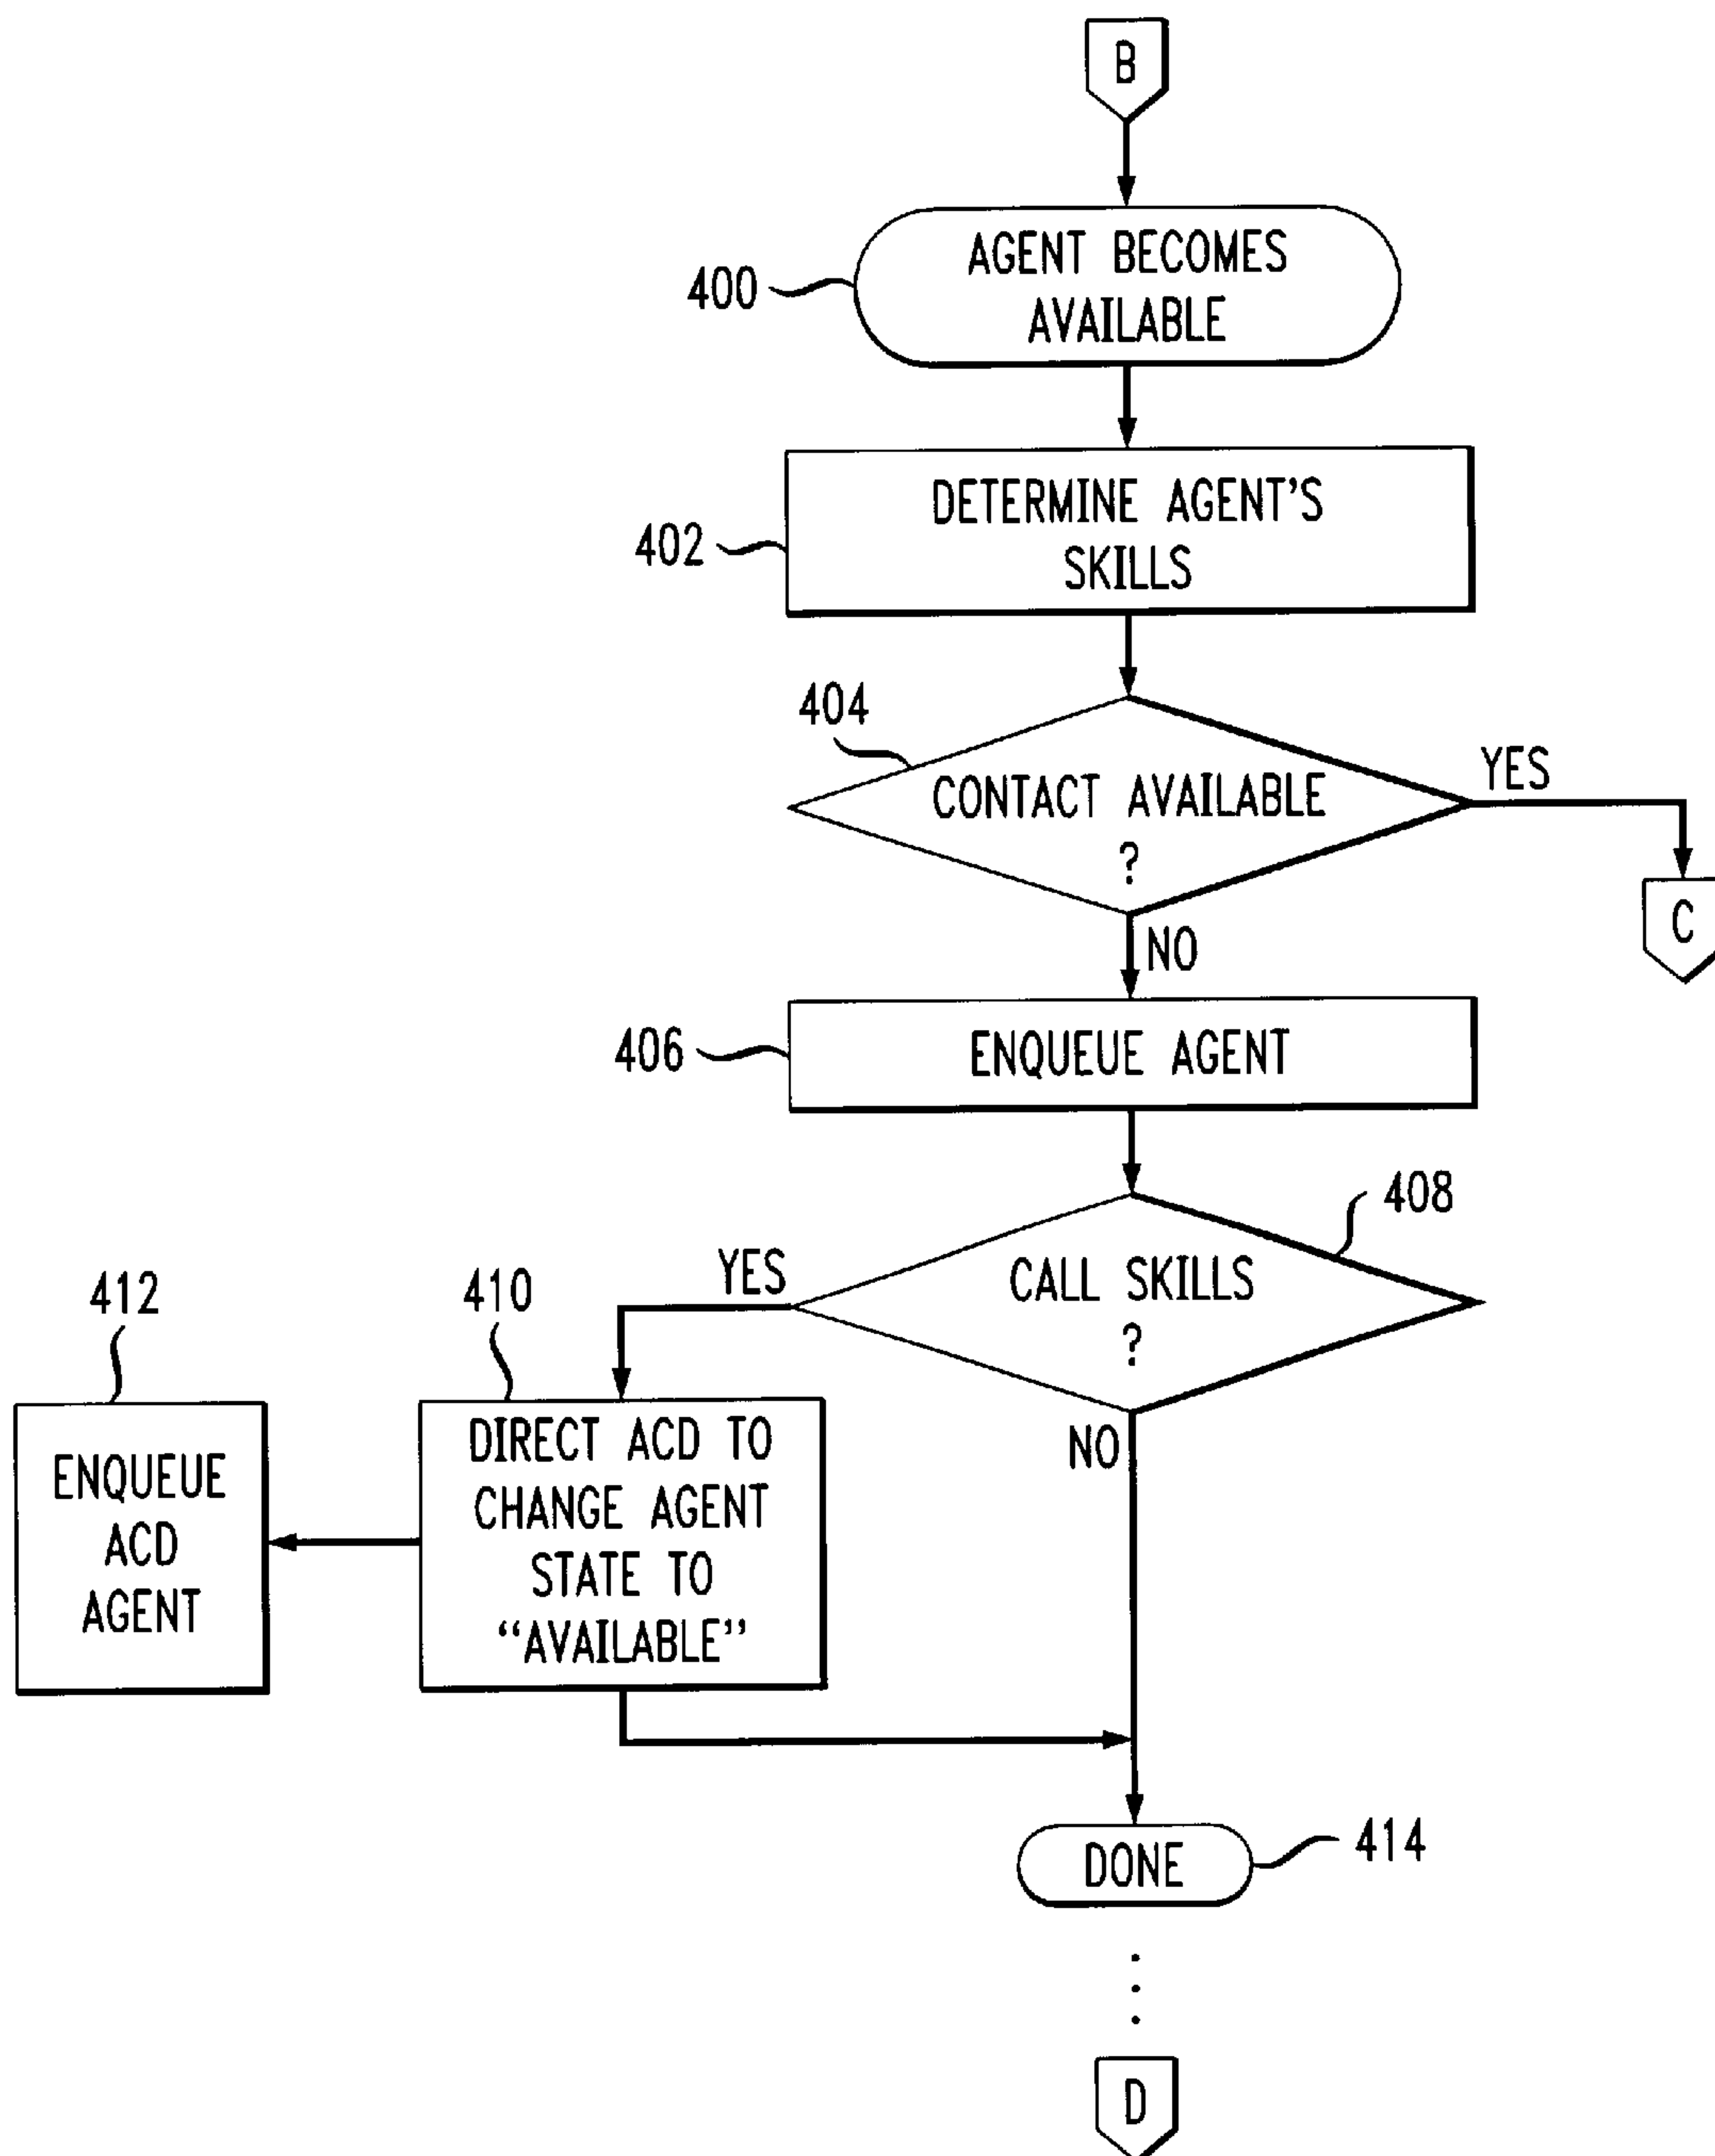 B
AGENT BECOMES
AVAILABLE
400
DETERMINE AGENT'S
SKILLS
402
404
CONTACT AVAILABLE
?
YES
C
NO
406
ENQUEUE AGENT
408
CALL SKILLS
?
YES
NO
412
410
ENQUEUE
ACD
AGENT
DIRECT ACD TO
CHANGE AGENT
STATE TO
“AVAILABLE”
DONE
414
D